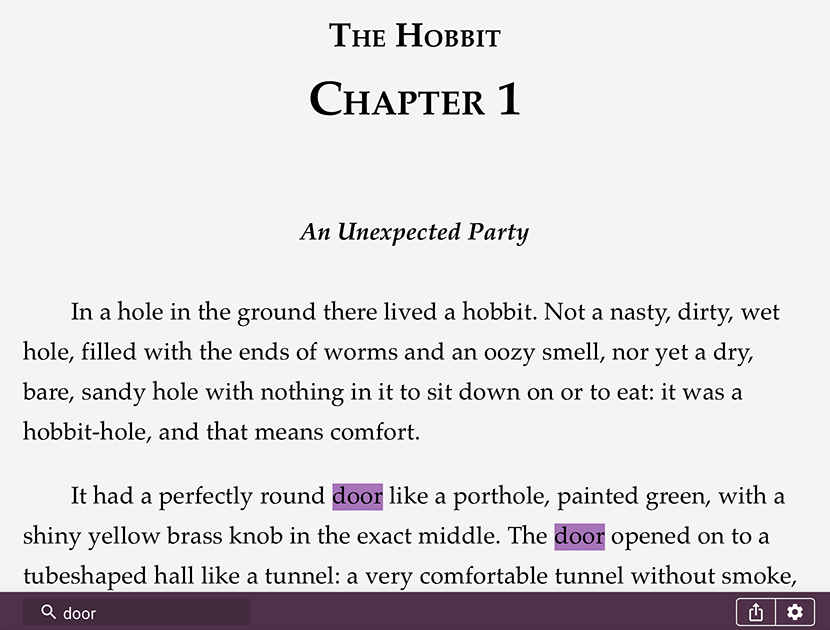 The Hobbit
Chapter 1
An Unexpected Party
In a hole in the ground there lived a hobbit. Not a nasty, dirty, wet
hole, filled with the ends of worms and an oozy smell, nor yet a dry,
bare, sandy hole with nothing in it to sit down on or to eat: it was a
hobbit-hole, and that means comfort.
It had a perfectly round door like a porthole, painted green, with a
shiny yellow brass knob in the exact middle. The door opened on to a
tubeshaped hall like a tunnel: a very comfortable tunnel without smoke,
door